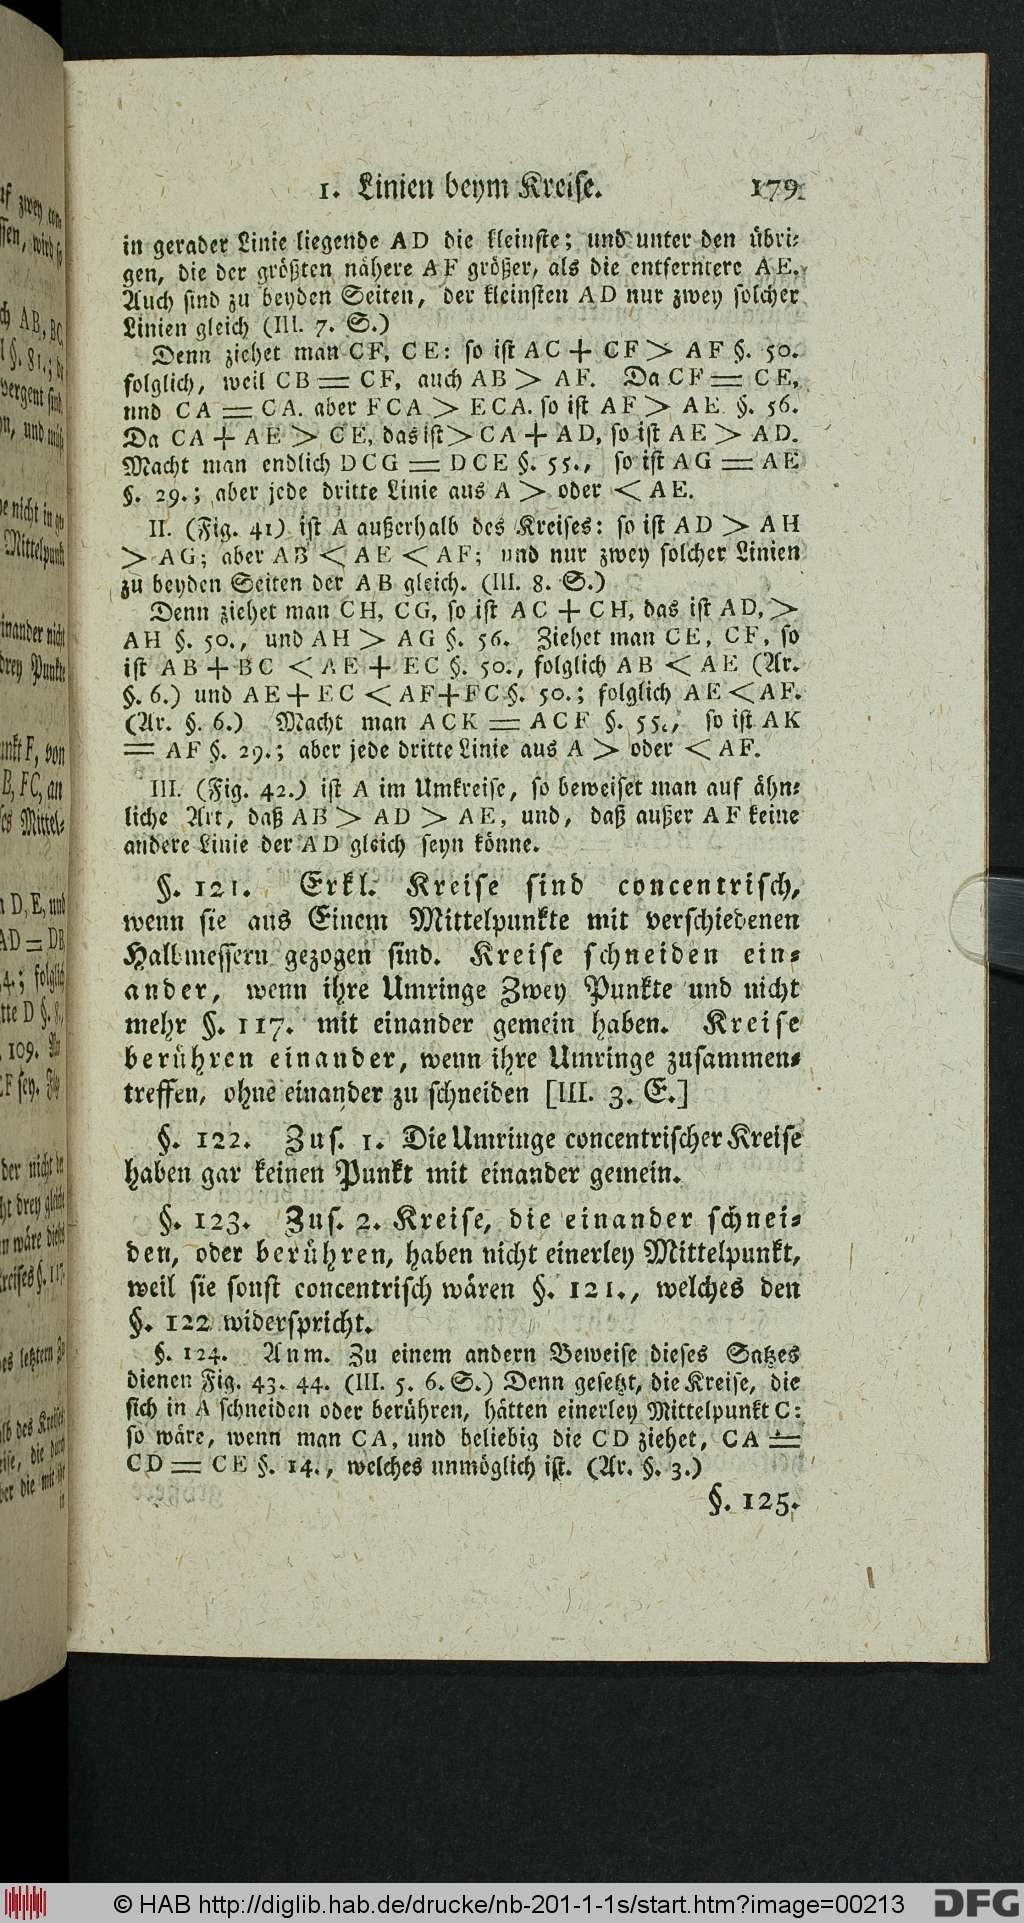 1. Linien beym Kreise. 179.
in gerader Linie liegende AD die kleinste; und unter den übri-
gen, die der größten nähere AF größer, als die entferntere AE.
Auch sind zu beyden Seiten, der kleinsten AD nur zwey solcher
Linien gleich (III. 7. S.)
Denn ziehet man CF, CE: so ist AC + CF > AF §. 50.
folglich, weil CB = CF, auch AB > AF. Da CF = CE,
und CA = CA. aber FCA > ECA. so ist AF > AE §. 56.
Da CA + AE > CE, das ist > CA + AD, so ist AE > AD.
Macht man endlich DCG = DCE §. 55., so ist AG = AE
§. 29.; aber jede dritte Linie aus A > oder < AE.
II. (Fig. 41) ist A außerhalb des Kreises: so ist AD > AH
> AG; aber AB < AE < AF; und nur zwey solcher Linien
zu beyden Seiten der AB gleich. (III. 8. S.)
Denn ziehet man CH, CG, so ist AC + CH, das ist AD, >
AH §. 50., und AH > AG §. 56. Ziehet man CE, CF, so
ist AB + BC < AE + EC §. 50., folglich AB < AE (Ar.
§. 6.) und AE + EC < AF + FC §. 50.; folglich AE < AF.
(Ar. §. 6.) Macht man ACK = ACF §. 55., so ist AK
= AF §. 29.; aber jede dritte Linie aus A > oder < AF.
III. (Fig. 42.) ist A im Umkreise, so beweiset man auf ähn-
liche Art, daß AB > AD > AE, und, daß außer AF keine
andere Linie der AD gleich seyn könne.
§. 121. Erkl. Kreise sind concentrisch,
wenn sie aus Einem Mittelpunkte mit verschiedenen
Halbmessern gezogen sind. Kreise schneiden ein-
ander, wenn ihre Umringe Zwey Punkte und nicht
mehr §. 117. mit einander gemein haben. Kreise
berühren einander, wenn ihre Umringe zusammen-
treffen, ohne einander zu schneiden [III. 3. E.]
§. 122. Zus. 1. Die Umringe concentrischer Kreise
haben gar keinen Punkt mit einander gemein.
§. 123. Zus. 2. Kreise, die einander schnei-
den, oder berühren, haben nicht einerley Mittelpunkt,
weil sie sonst concentrisch wären §. 121., welches den
§. 122 widerspricht.
§. 124. Anm. Zu einem andern Beweise dieses Satzes
dienen Fig. 43. 44. (III. 5. 6. S.) Denn gesetzt, die Kreise, die
sich in A schneiden oder berühren, hätten einerley Mittelpunkt C:
so wäre, wenn man CA, und beliebig die CD ziehet, CA =
CD = CE §. 14., welches unmöglich ist. (Ar. §. 3.)
§. 125.
© HAB http://diglib.hab.de/drucke/nb-201-1-1s/start.htm?image=00213
DFG